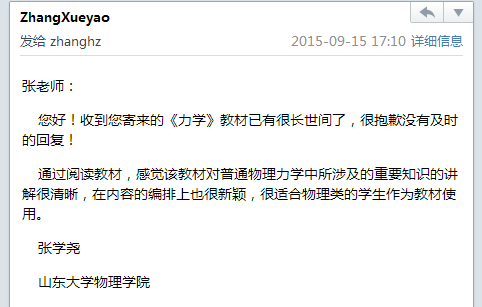 ZhangXueyao
发给 zhanghz 2015-09-15 17:10 详细信息
张老师：
您好！收到您寄来的《力学》教材已有很长世间了，很抱歉没有及时
的回复！
通过阅读教材，感觉该教材对普通物理力学中所涉及的重要知识的讲
解很清晰，在内容的编排上也很新颖，很适合物理类的学生作为教材使
用。
张学尧
山东大学物理学院